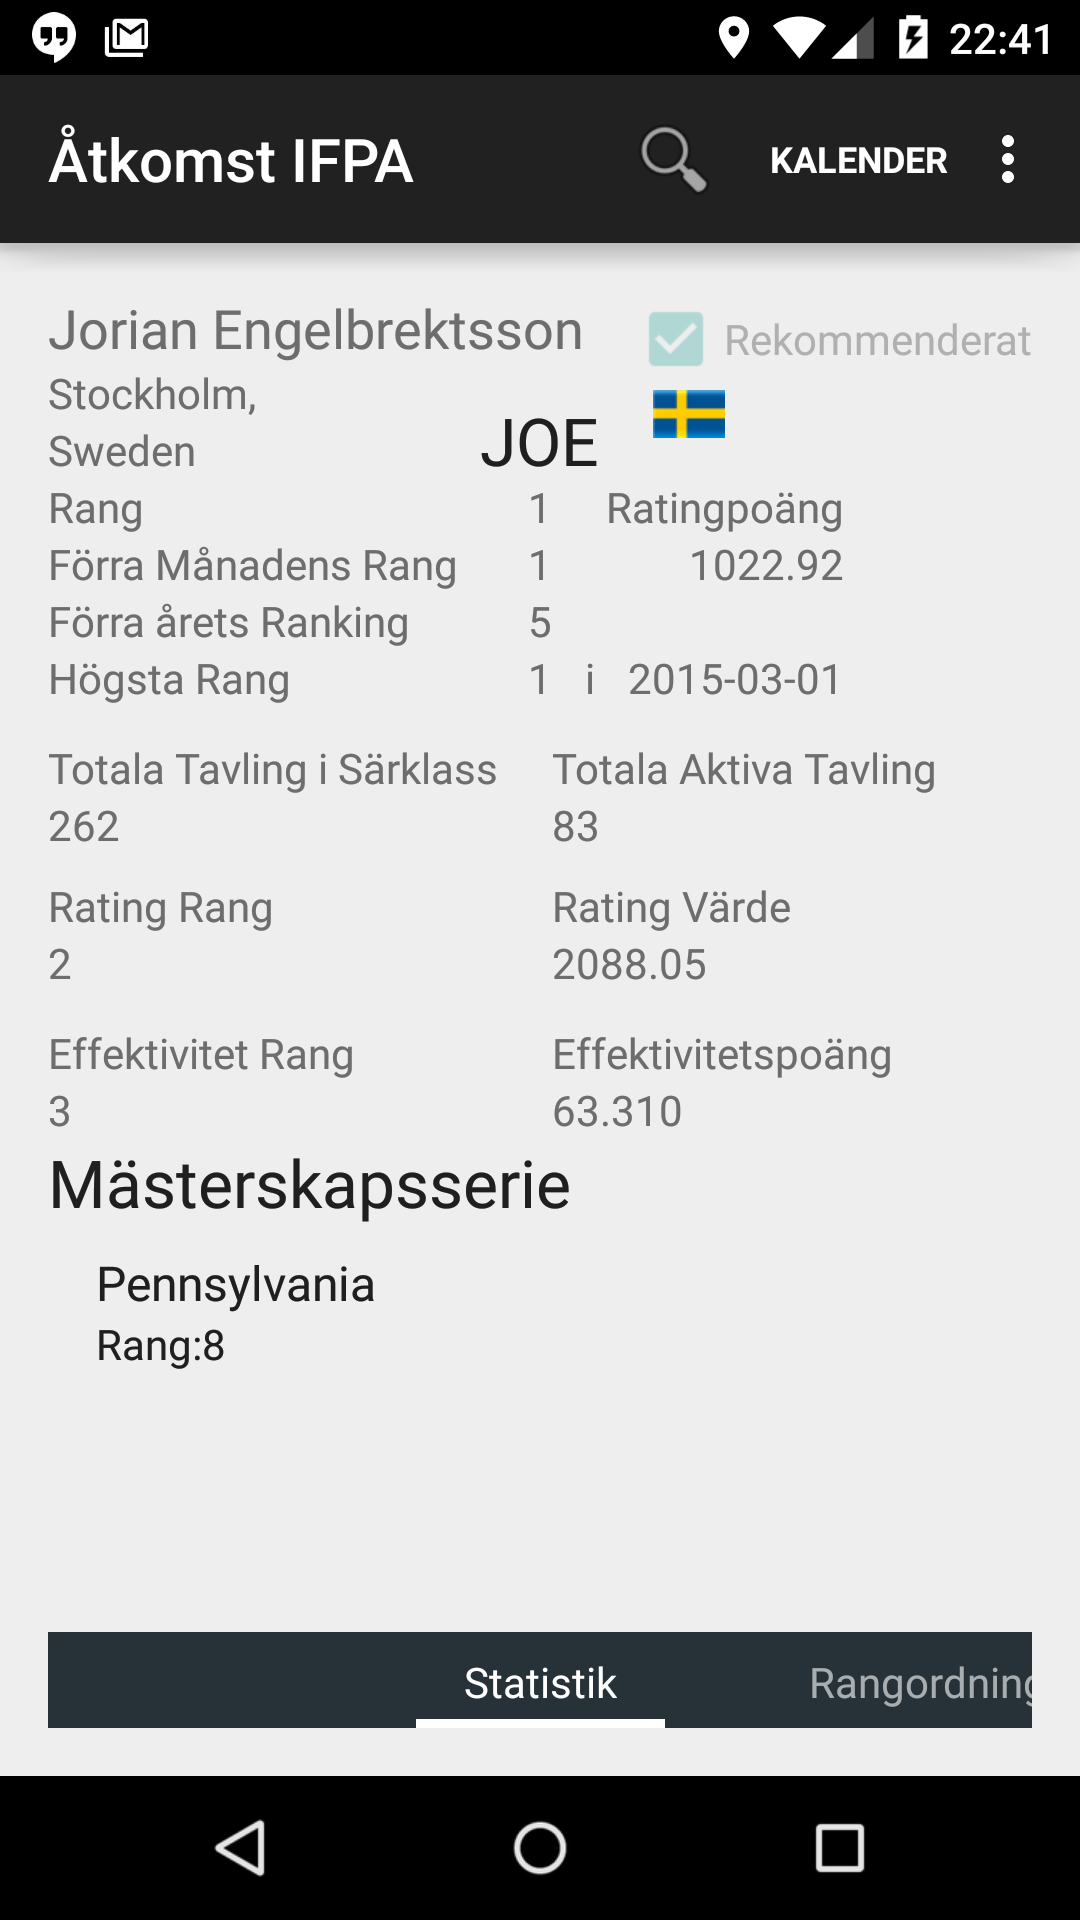 22:41
Åtkomst IFPA KALENDER
Jorian Engelbrektsson Rekommenderat
Stockholm,
Sweden JOE
Rang 1 Ratingpoäng
Förra Månadens Rang 1 1022.92
Förra årets Ranking 5
Högsta Rang 1 i 2015-03-01
Totala Tavling i Särklass Totala Aktiva Tavling
262 83
Rating Rang Rating Värde
2 2088.05
Effektivitet Rang Effektivitetspoäng
3 63.310
Mästerskapsserie
Pennsylvania
Rang:8
Statistik Rangordning